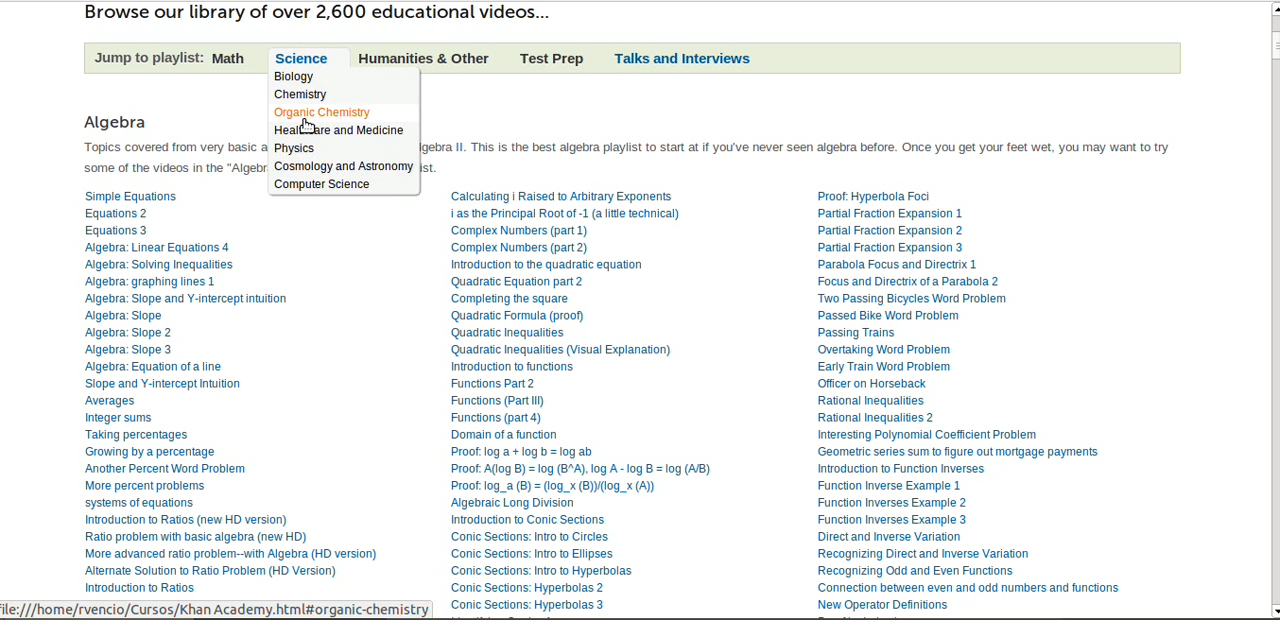 Browse our library of over 2,600 educational videos...
Jump to playlist: Math Science Humanities & Other Test Prep Talks and Interviews
Biology
Chemistry
Organic Chemistry
Healthcare and Medicine
Physics
Cosmology and Astronomy
Computer Science
Algebra
Topics covered from very basic a lgebra II. This is the best algebra playlist to start at if you've never seen algebra before. Once you get your feet wet, you may want to try
some of the videos in the "Algebr ist.
Simple Equations
Equations 2
Equations 3
Algebra: Linear Equations 4
Algebra: Solving Inequalities
Algebra: graphing lines 1
Algebra: Slope and Y-intercept intuition
Algebra: Slope
Algebra: Slope 2
Algebra: Slope 3
Algebra: Equation of a line
Slope and Y-intercept Intuition
Averages
Integer sums
Taking percentages
Growing by a percentage
Another Percent Word Problem
More percent problems
systems of equations
Introduction to Ratios (new HD version)
Ratio problem with basic algebra (new HD)
More advanced ratio problem--with Algebra (HD version)
Alternate Solution to Ratio Problem (HD Version)
Introduction to Ratios
Calculating i Raised to Arbitrary Exponents
i as the Principal Root of -1 (a little technical)
Complex Numbers (part 1)
Complex Numbers (part 2)
Introduction to the quadratic equation
Quadratic Equation part 2
Completing the square
Quadratic Formula (proof)
Quadratic Inequalities
Quadratic Inequalities (Visual Explanation)
Introduction to functions
Functions Part 2
Functions (Part III)
Functions (part 4)
Domain of a function
Proof: log a + log b = log ab
Proof: A(log B) = log (B^A), log A - log B = log (A/B)
Proof: log_a (B) = (log_x (B))/(log_x (A))
Algebraic Long Division
Introduction to Conic Sections
Conic Sections: Intro to Circles
Conic Sections: Intro to Ellipses
Conic Sections: Intro to Hyperbolas
Conic Sections: Hyperbolas 2
Conic Sections: Hyperbolas 3
Proof: Hyperbola Foci
Partial Fraction Expansion 1
Partial Fraction Expansion 2
Partial Fraction Expansion 3
Parabola Focus and Directrix 1
Focus and Directrix of a Parabola 2
Two Passing Bicycles Word Problem
Passed Bike Word Problem
Passing Trains
Overtaking Word Problem
Early Train Word Problem
Officer on Horseback
Rational Inequalities
Rational Inequalities 2
Interesting Polynomial Coefficient Problem
Geometric series sum to figure out mortgage payments
Introduction to Function Inverses
Function Inverse Example 1
Function Inverses Example 2
Function Inverses Example 3
Direct and Inverse Variation
Recognizing Direct and Inverse Variation
Recognizing Odd and Even Functions
Connection between even and odd numbers and functions
New Operator Definitions
file:///home/rvencio/Cursos/Khan Academy.html#organic-chemistry